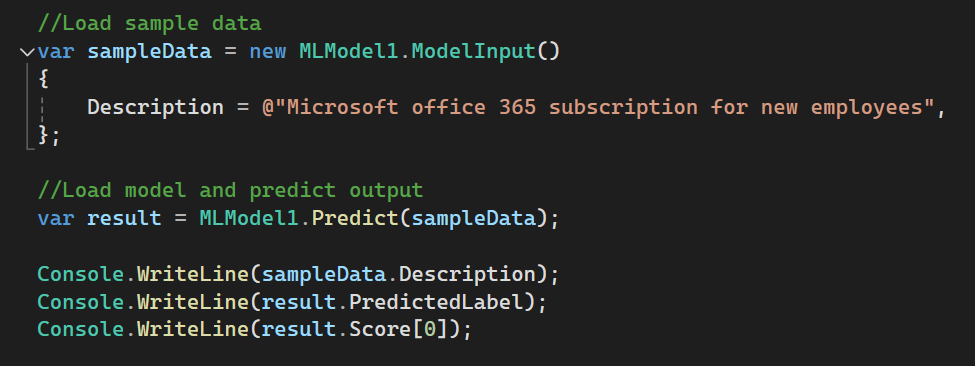 //Load sample data
var sampleData = new MLModel1.ModelInput()
{
    Description = @"Microsoft office 365 subscription for new employees",
};
//Load model and predict output
var result = MLModel1.Predict(sampleData);
Console.WriteLine(sampleData.Description);
Console.WriteLine(result.PredictedLabel);
Console.WriteLine(result.Score[0]);